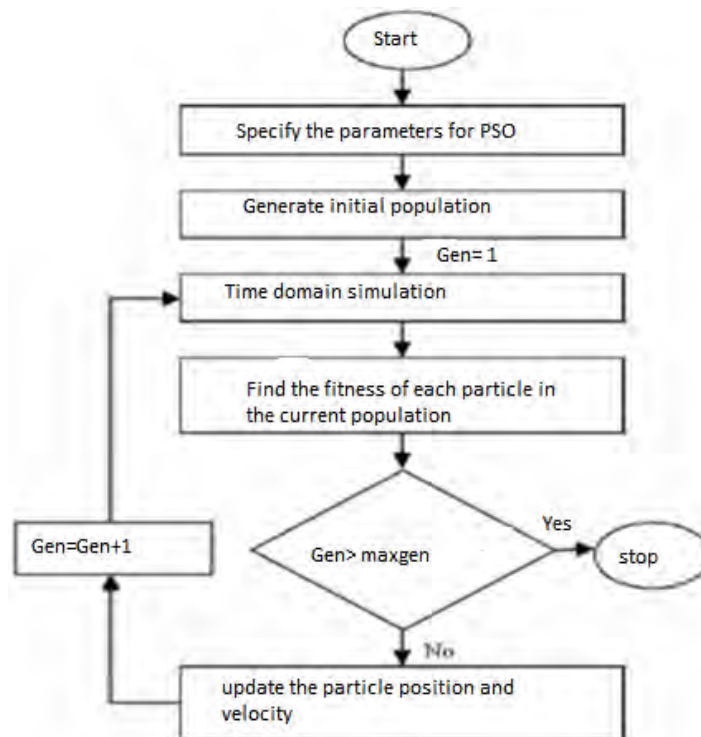 Start
Specify the parameters for PSO
Generate initial population
Gen= 1
Time domain simulation
Find the fitness of each particle in
the current population
Gen=Gen+1
Gen> maxgen
Yes
stop
No
update the particle position and
velocity